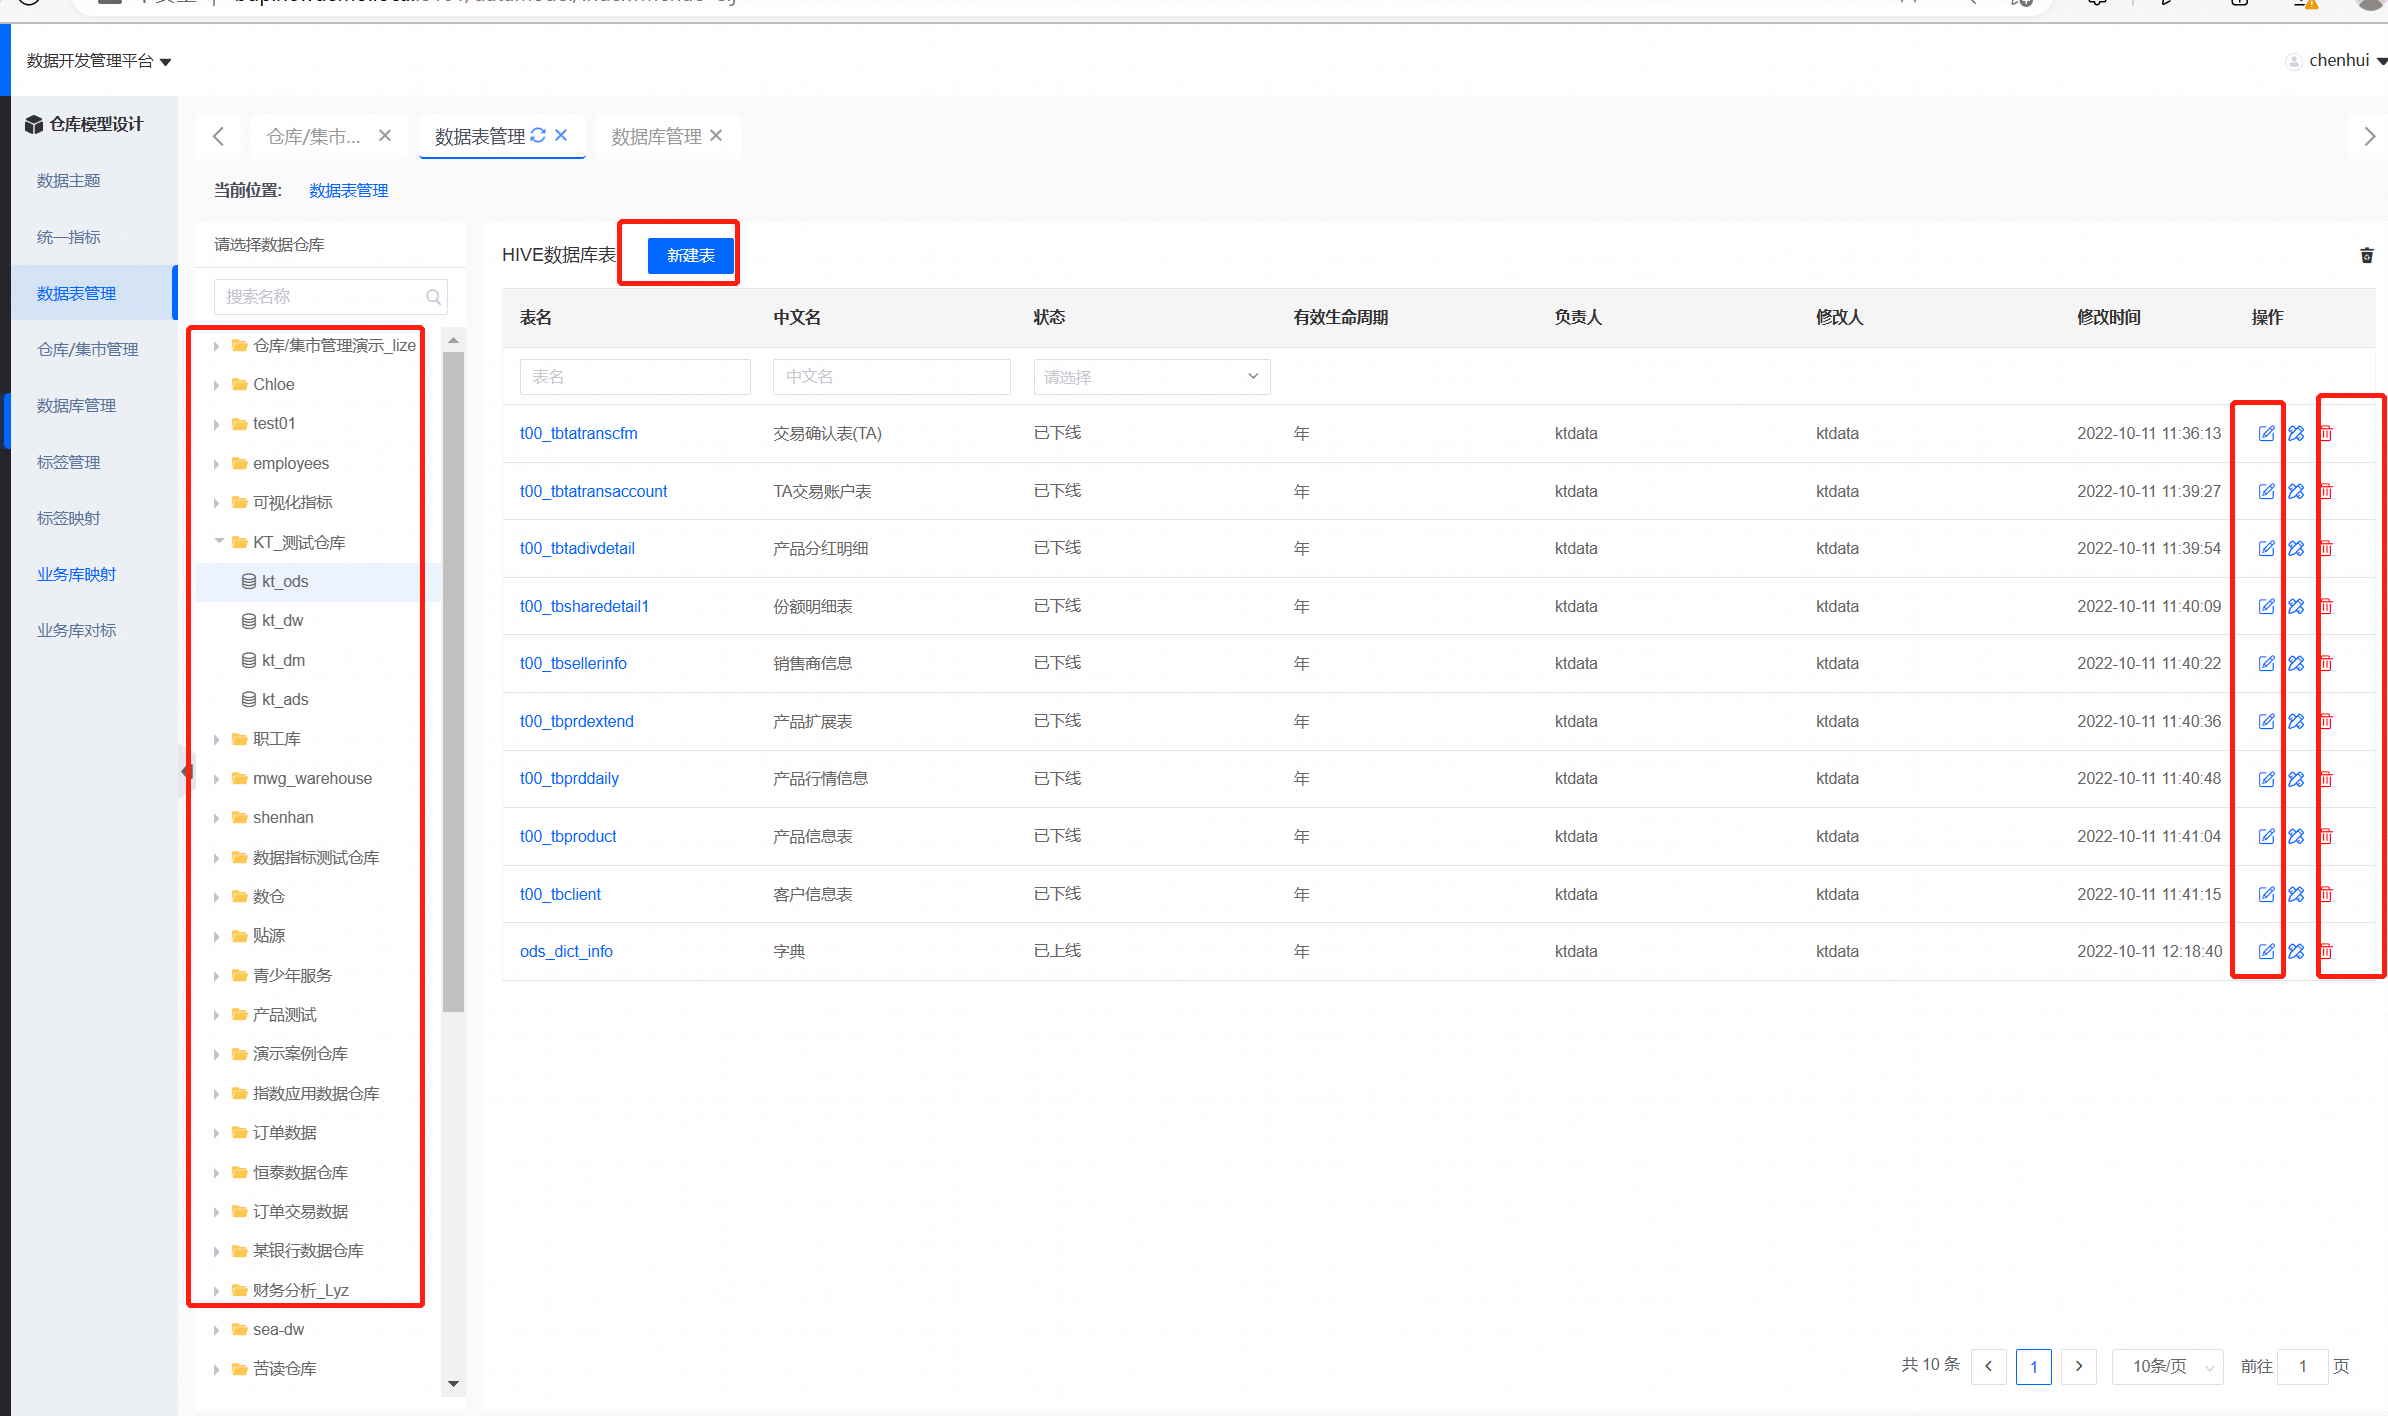 数据开发管理平台
chenhui
仓库模型设计
数据主题
统一指标
数据表管理
仓库/集市管理
数据库管理
标签管理
标签映射
业务库映射
业务库对标
仓库/集市...
数据表管理
数据库管理
当前位置: 数据表管理
请选择数据仓库
搜索名称
仓库/集市管理演示_lize
Chloe
test01
employees
可视化指标
KT_测试仓库
kt_ods
kt_dw
kt_dm
kt_ads
职工库
mwg_warehouse
shenhan
数据指标测试仓库
数仓
贴源
青少年服务
产品测试
演示案例仓库
指数应用数据仓库
订单数据
恒泰数据仓库
订单交易数据
某银行数据仓库
财务分析_Lyz
sea-dw
苦读仓库
HIVE数据库表 新建表
表名 中文名 状态 有效生命周期 负责人 修改人 修改时间 操作
表名 中文名 请选择
t00_tbtatranscfm 交易确认表(TA) 已下线 年 ktdata ktdata 2022-10-11 11:36:13
t00_tbtatransaccount TA交易账户表 已下线 年 ktdata ktdata 2022-10-11 11:39:27
t00_tbtadivdetail 产品分红明细 已下线 年 ktdata ktdata 2022-10-11 11:39:54
t00_tbsharedetail1 份额明细表 已下线 年 ktdata ktdata 2022-10-11 11:40:09
t00_tbsellerinfo 销售商信息 已下线 年 ktdata ktdata 2022-10-11 11:40:22
t00_tbprdextend 产品扩展表 已下线 年 ktdata ktdata 2022-10-11 11:40:36
t00_tbprddaily 产品行情信息 已下线 年 ktdata ktdata 2022-10-11 11:40:48
t00_tbproduct 产品信息表 已下线 年 ktdata ktdata 2022-10-11 11:41:04
t00_tbclient 客户信息表 已下线 年 ktdata ktdata 2022-10-11 11:41:15
ods_dict_info 字典 已上线 年 ktdata ktdata 2022-10-11 12:18:40
共 10 条 1 10条/页 前往 1 页